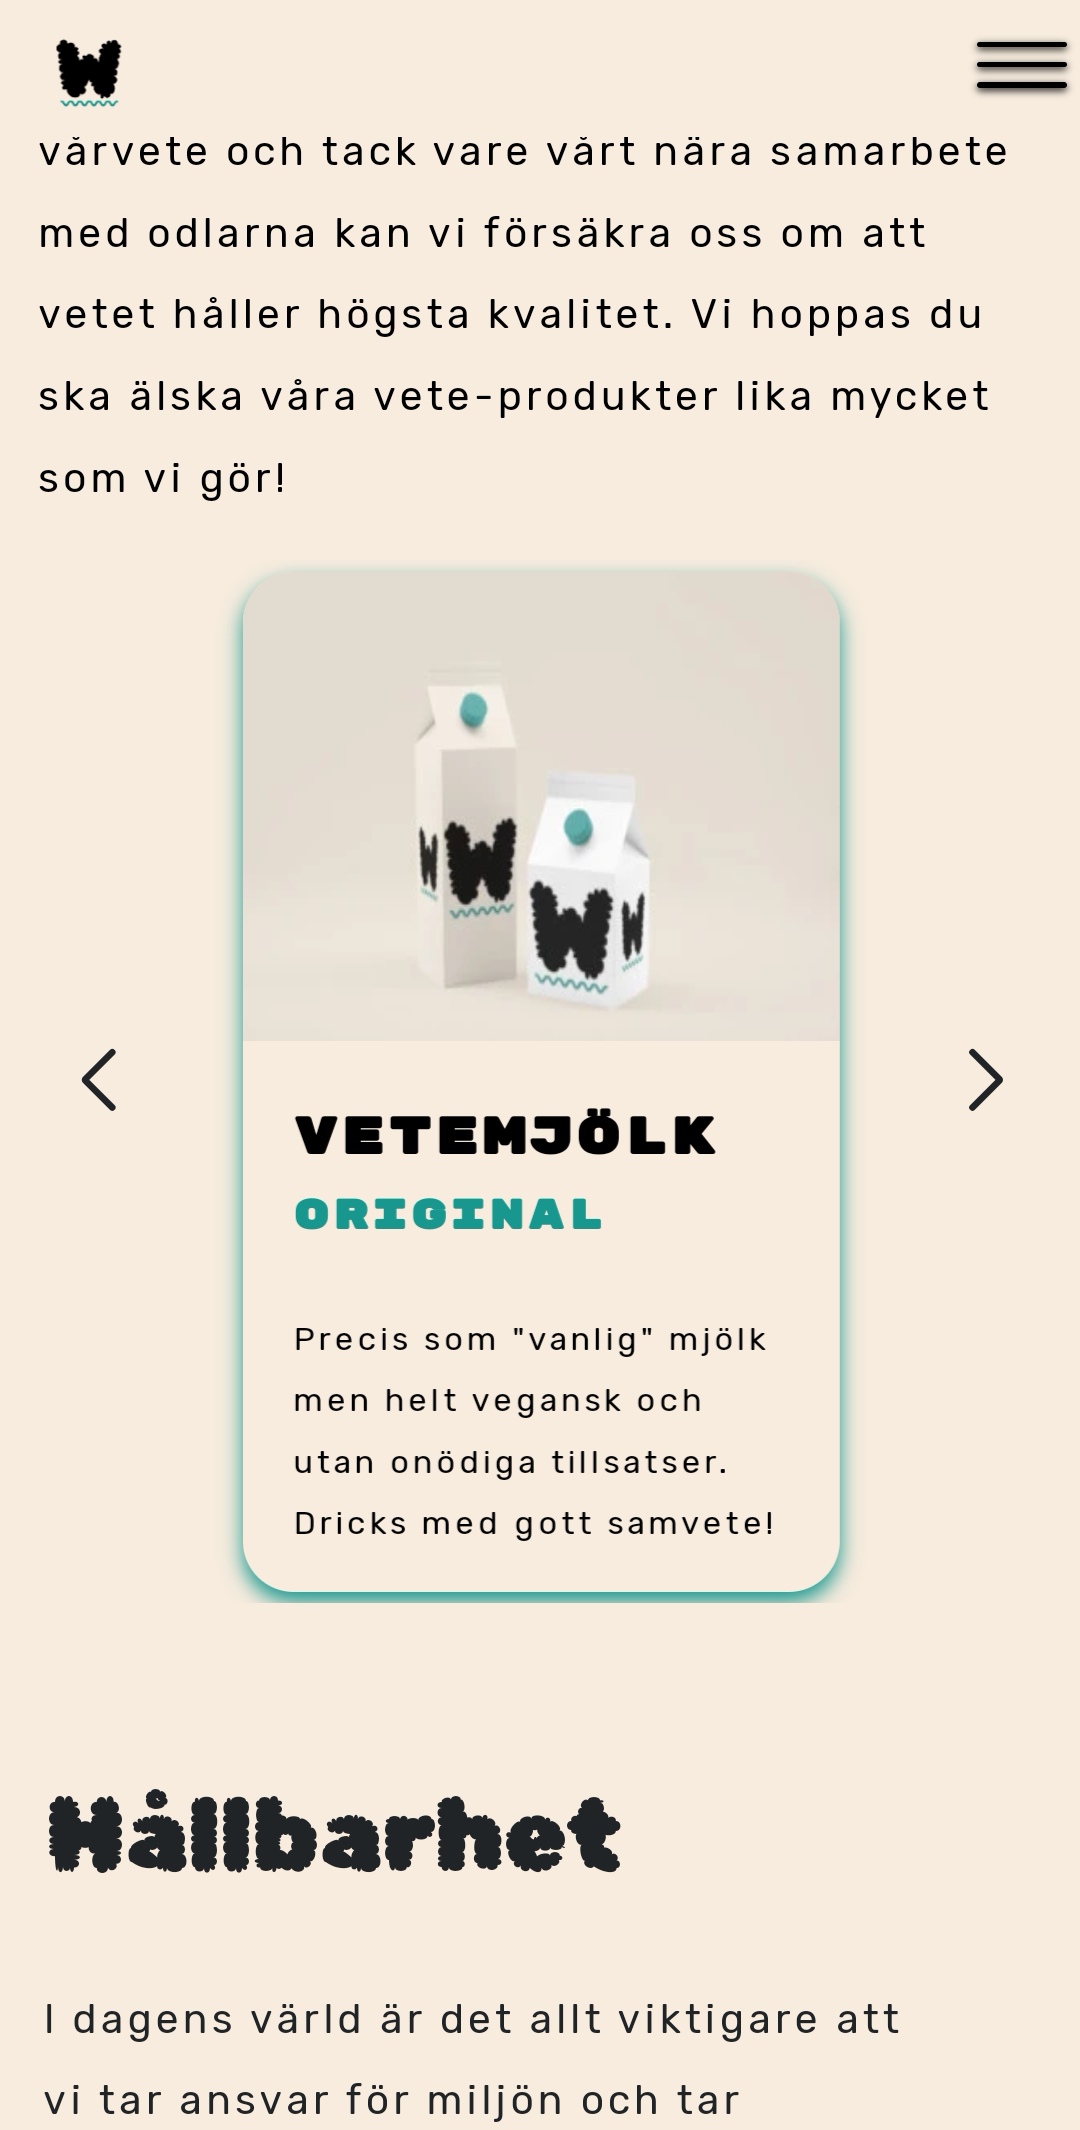 W
vårvete och tack vare vårt nära samarbete
med odlarna kan vi försäkra oss om att
vetet håller högsta kvalitet. Vi hoppas du
ska älska våra vete-produkter lika mycket
som vi gör!
W W
W W
VETEMJÖLK
ORIGINAL
Precis som "vanlig" mjölk
men helt vegansk och
utan onödiga tillsatser.
Dricks med gott samvete!
Hållbarhet
I dagens värld är det allt viktigare att
vi tar ansvar för miljön och tar